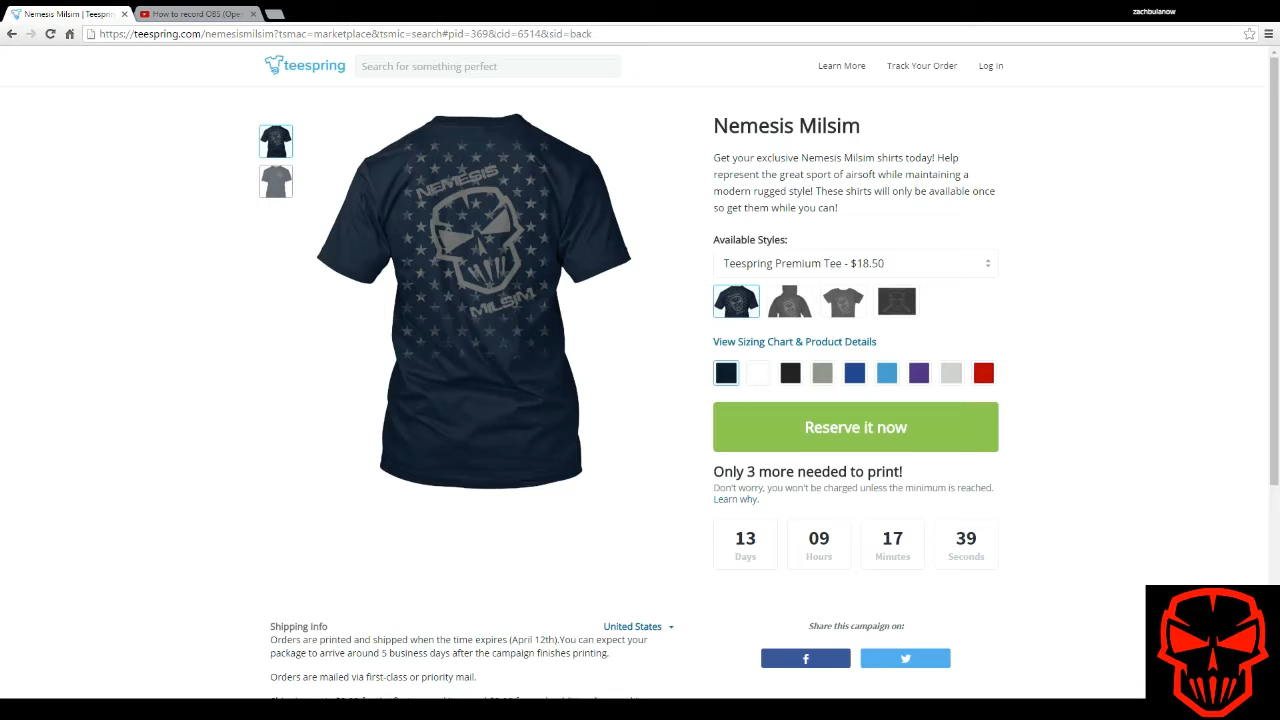 Nemesis Milsim | Teespring
How to record OBS (Open
zachbulanow
https://teespring.com/nemesismilsim?tsmac=marketplace&tsmic=search#pid=369&cid=6514&sid=back
teespring
Search for something perfect
Learn More
Track Your Order
Log in
NEMESIS
MILSIM
Nemesis Milsim
Get your exclusive Nemesis Milsim shirts today! Help
represent the great sport of airsoft while maintaining a
modern rugged style! These shirts will only be available once
so get them while you can!
Available Styles:
Teespring Premium Tee - $18.50
View Sizing Chart & Product Details
Reserve it now
Only 3 more needed to print!
Don't worry, you won't be charged unless the minimum is reached.
Learn why.
13 09 17 39
Days Hours Minutes Seconds
Shipping Info
United States
Orders are printed and shipped when the time expires (April 12th).You can expect your
package to arrive around 5 business days after the campaign finishes printing.
Orders are mailed via first-class or priority mail.
Share this campaign on: